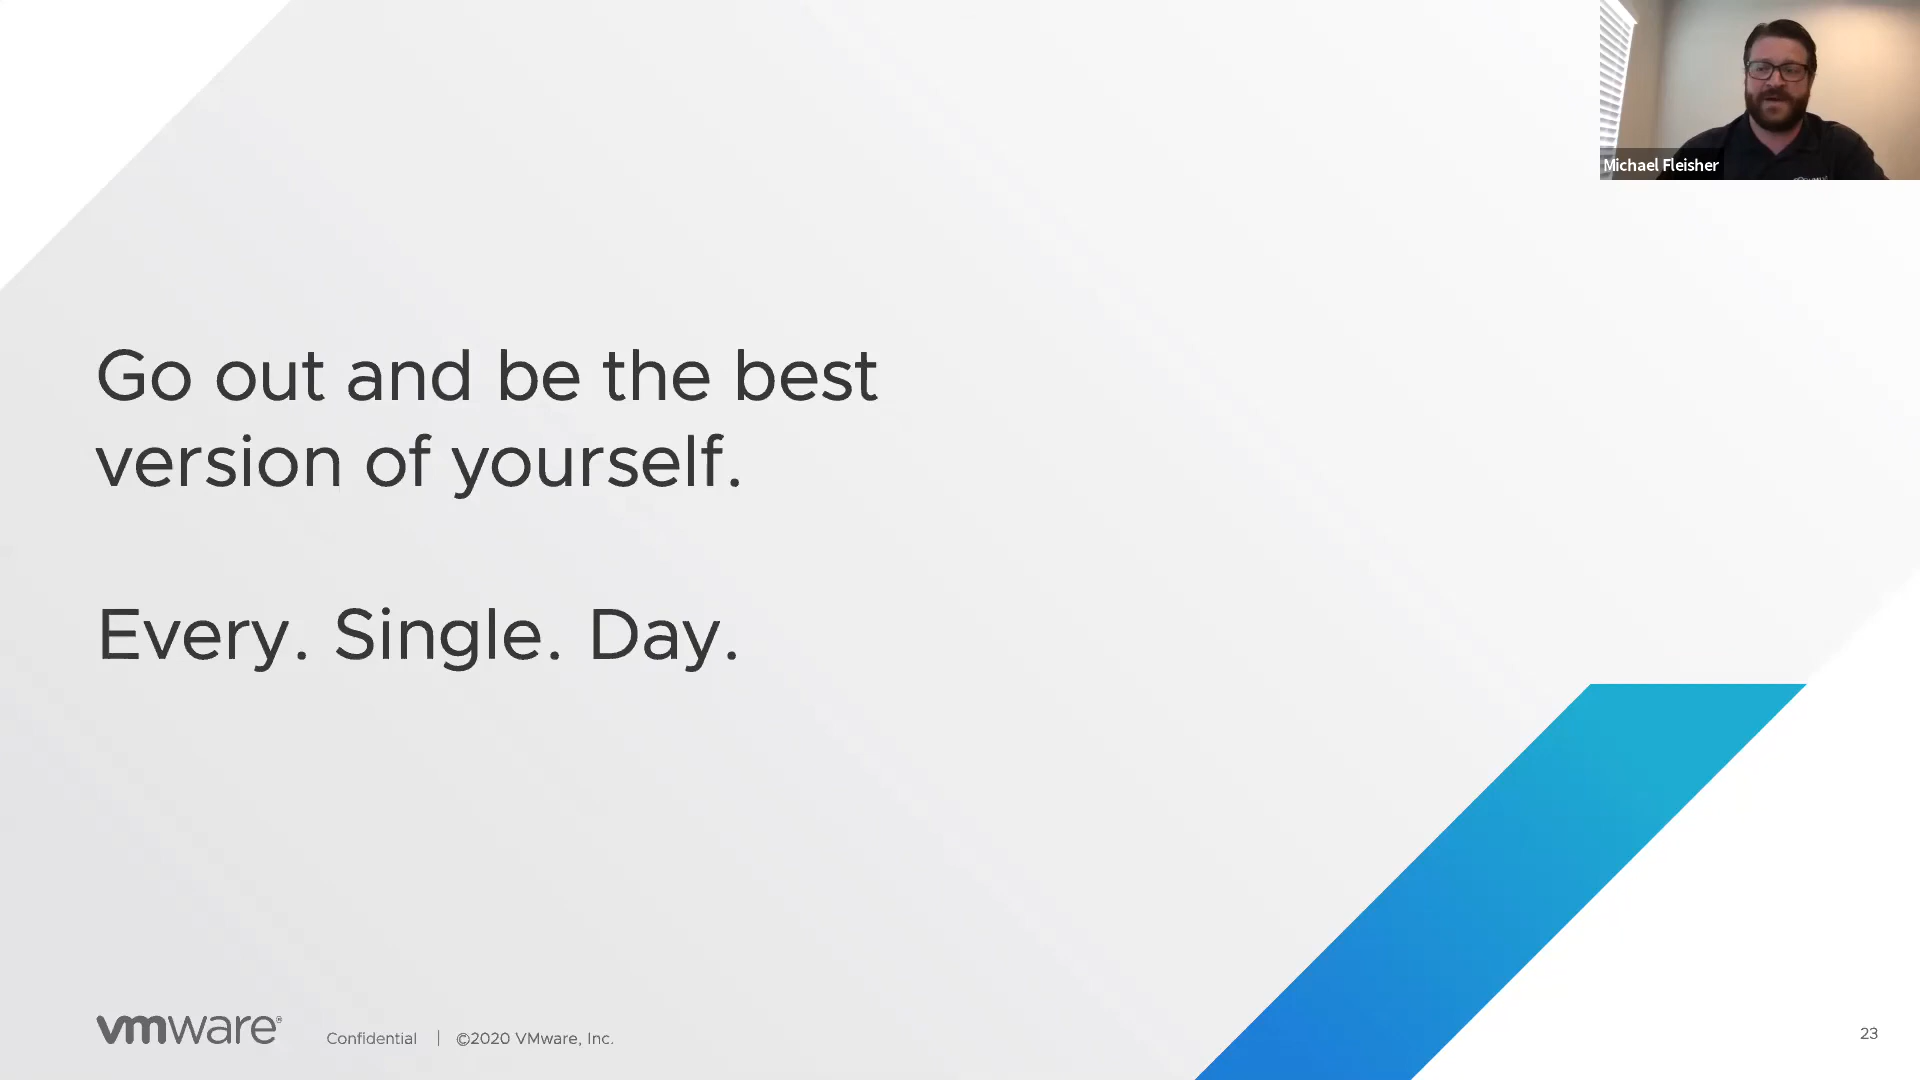 Michael Fleisher
Go out and be the best
version of yourself.
Every. Single. Day.
vmware®
Confidential | ©2020 VMware, Inc.
23